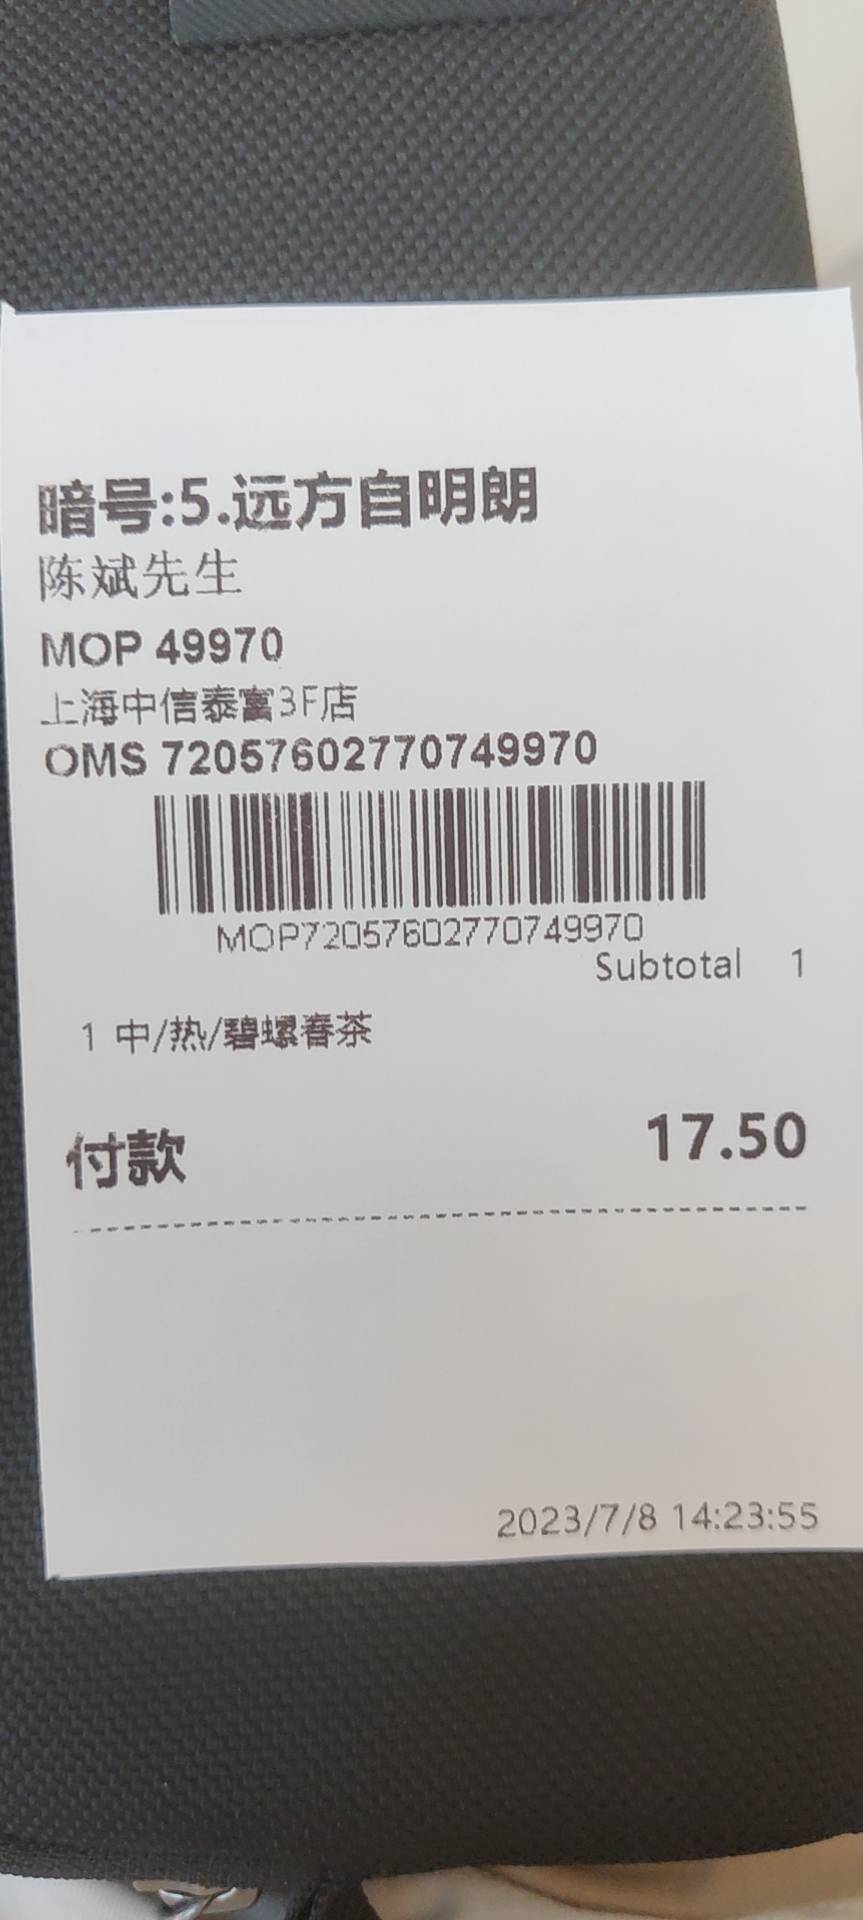 暗号:5.远方自明朗
陈斌先生
MOP 49970
上海中信泰富3F店
OMS 72057602770749970
MOP72057602770749970
Subtotal 1
1 中/热/碧螺春茶
付款 17.50
2023/7/8 14:23:55